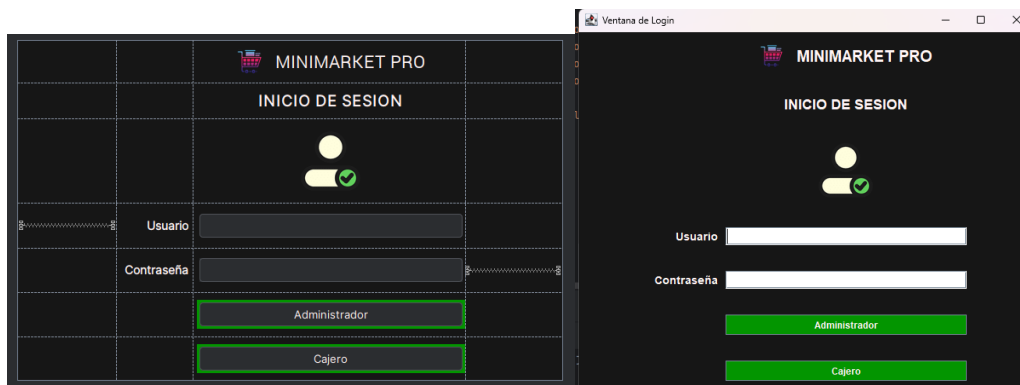 MINIMARKET PRO
INICIO DE SESION
Usuario
Contraseña
Administrador
Cajero
Ventana de Login
MINIMARKET PRO
INICIO DE SESION
Usuario
Contraseña
Administrador
Cajero